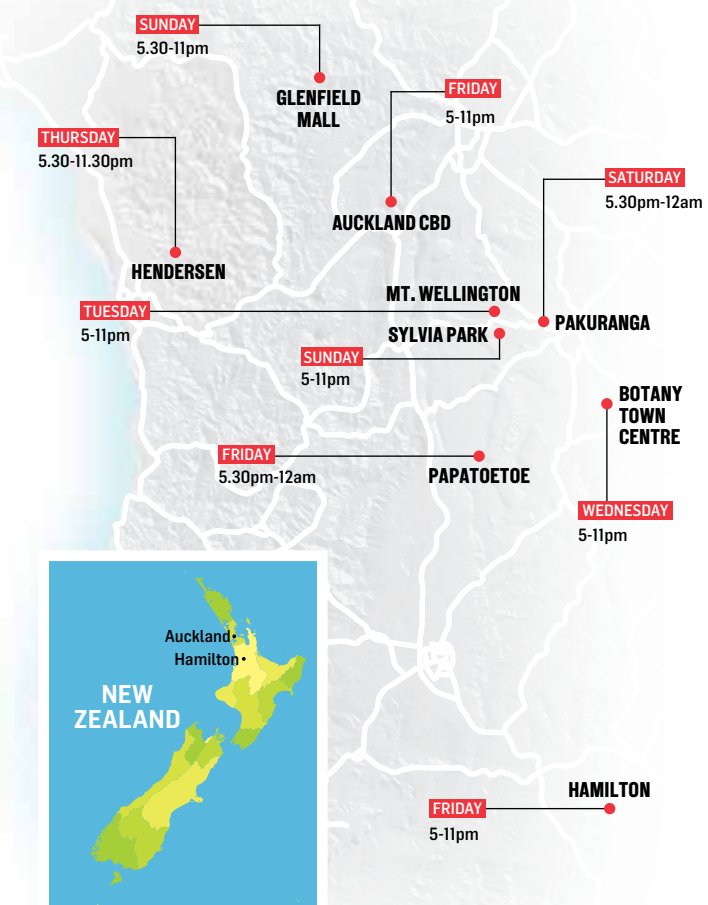 SUNDAY
5.30-11pm
GLENFIELD
MALL
FRIDAY
5-11pm
THURSDAY
5.30-11.30pm
SATURDAY
5.30pm-12am
AUCKLAND CBD
HENDERSEN
MT. WELLINGTON
TUESDAY
5-11pm
SYLVIA PARK
PAKURANGA
SUNDAY
5-11pm
BOTANY
TOWN
CENTRE
FRIDAY
5.30pm-12am
PAPATOETOE
WEDNESDAY
5-11pm
Auckland
Hamilton
NEW
ZEALAND
HAMILTON
FRIDAY
5-11pm